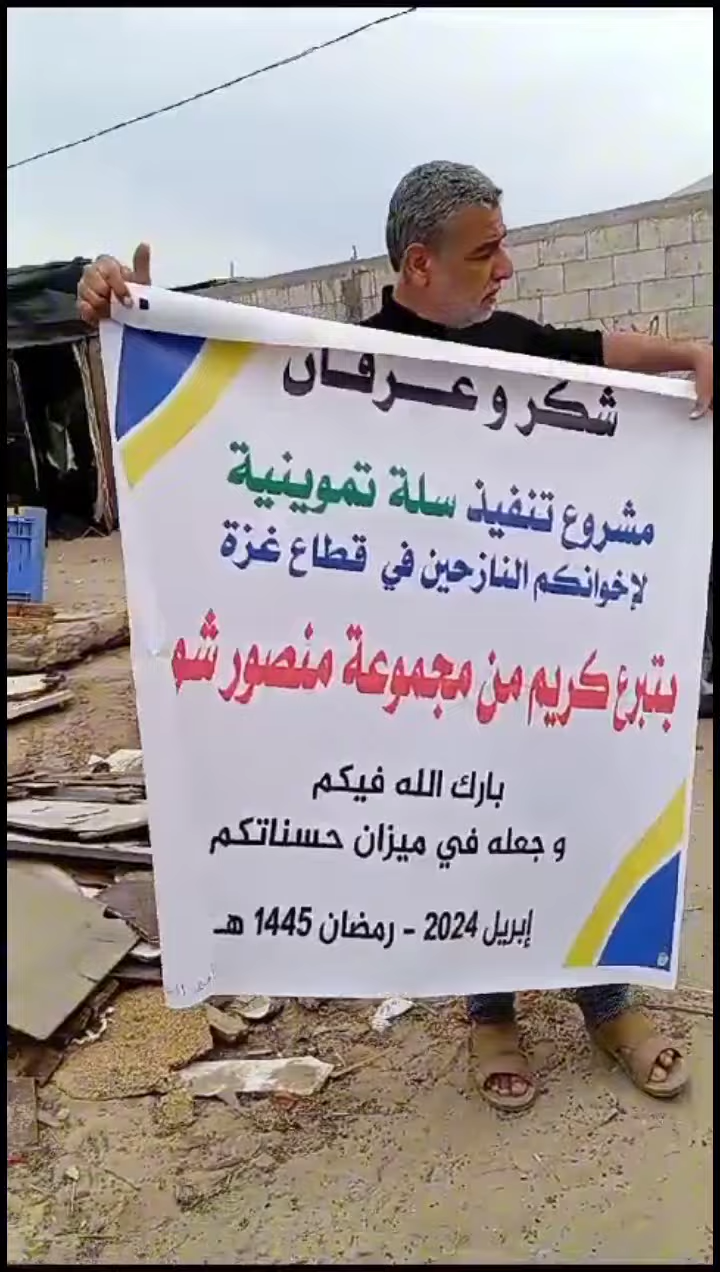 شكر و عرفان
مشروع تنفيذ سلة تموينية
لإخوانكم النازحين في قطاع غزة
بتبرع كريم من مجموعة منصور شو
بارك الله فيكم
و جعله في ميزان حسناتكم
إبريل 2024 - رمضان 1445 هـ